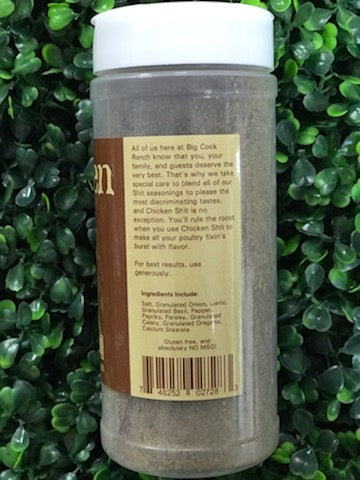 en
All of us here at Big Cock
Ranch know that you, your
family, and guests deserve the
very best. That's why we take
special care to blend all of our
Shit seasonings to please the
most discriminating tastes,
and Chicken Shit is no
exception. You'll rule the roost
when you use Chicken Shit to
make all your poultry fixin's
burst with flavor.
For best results, use
generously.
Ingredients Include:
Salt, Granulated Onion, Garlic,
Granulated Basil, Pepper,
Paprika, Parsley, Granulated
Celery, Granulated Oregano,
Calcium Stearate
Gluten free, and
absolutely NO MSG!
7 48252 02728 3